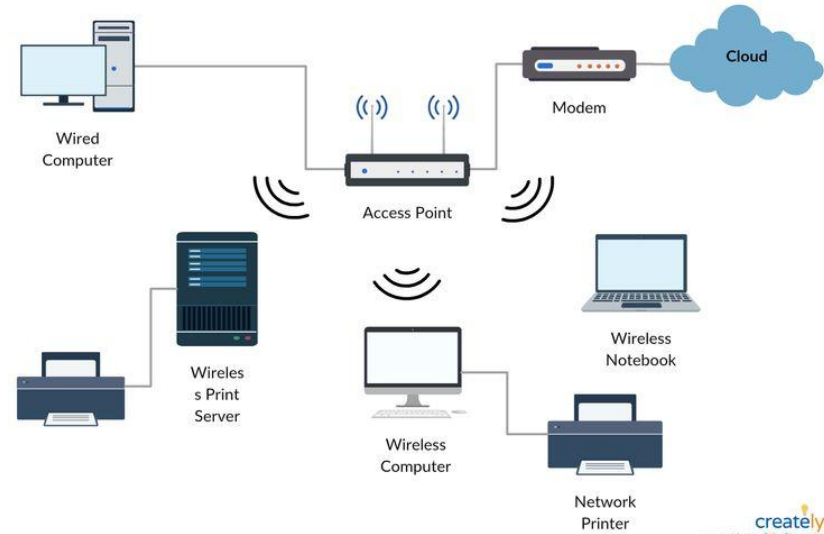 Cloud
Modem
Wired
Computer
Access Point
Wireless
Notebook
Wireles
s Print
Server
Wireless
Computer
Network
Printer
creately